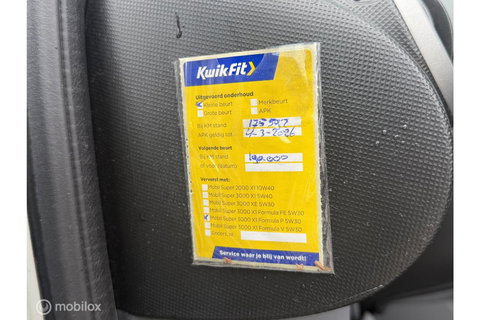 KwikFit
Uitgevoerd onderhoud
Kleine beurt Merkbeurt
Grote beurt APK
Bij KM stand
APK geldig tot 4-3-2026
Volgende beurt
Bij KM stand 190.000
of voor (datum)
Ververst met:
Mobil Super 2000 X1 10W40
Mobil Super 3000 X1 5W40
Mobil Super 3000 XE 5W30
Mobil Super 3000 X1 Formula FE 5W30
Mobil Super 3000 X1 Formula P 5W30
Mobil Super 3000 X1 Formula V 5W30
Anders, nl
Service waar je blij van wordt!
mobilox